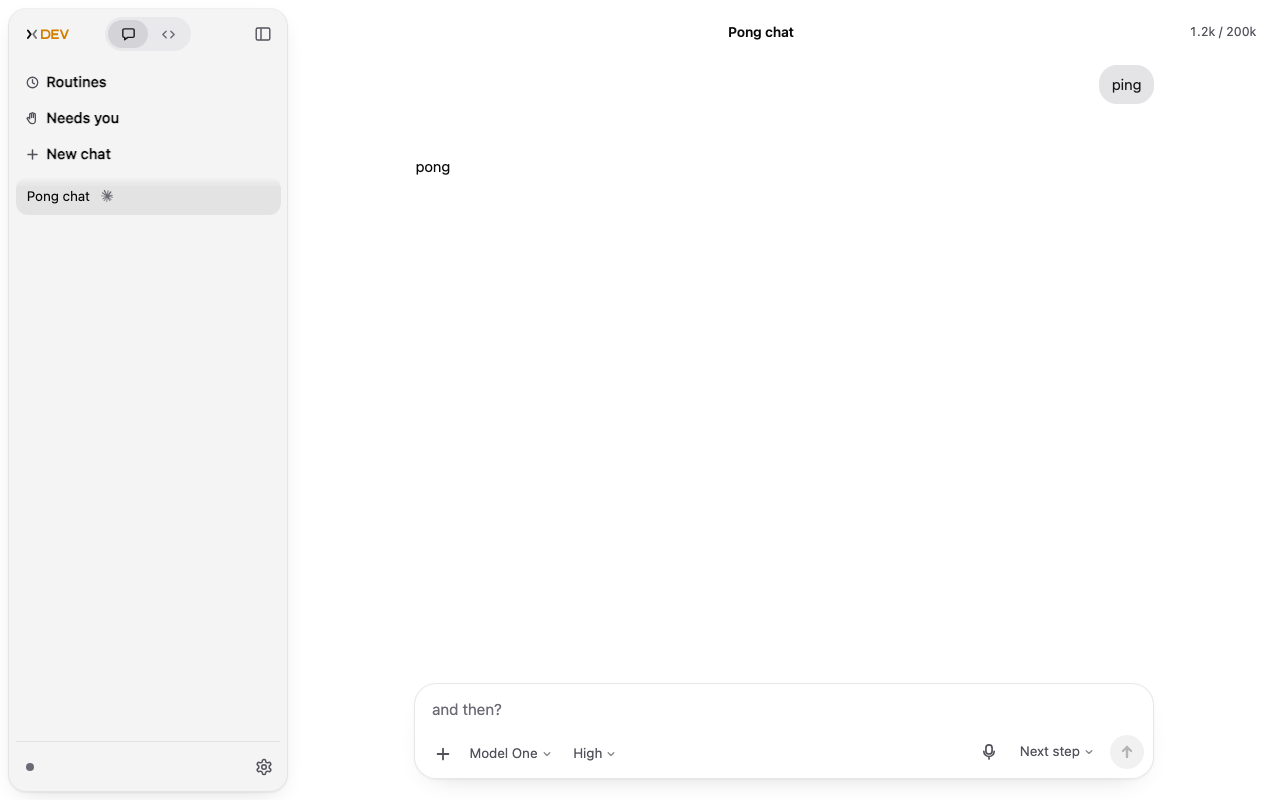 DEV
Routines
Needs you
New chat
Pong chat
Pong chat
1.2k / 200k
ping
pong
and then?
Model One
High
Next step